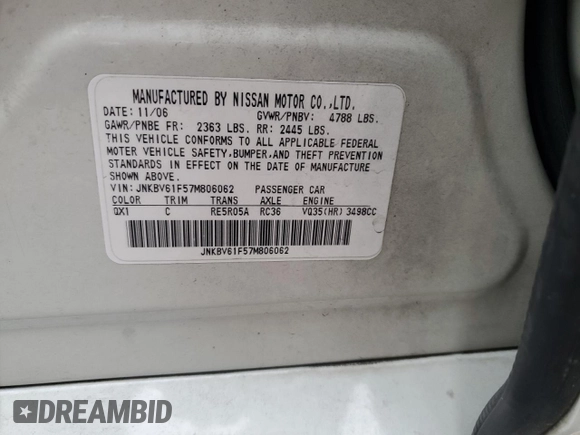 MANUFACTURED BY NISSAN MOTOR CO.,LTD.
DATE: 11/06 GVWR/PNBV: 4788 LBS.
GAWR/PNBE FR: 2363 LBS. RR: 2445 LBS.
THIS VEHICLE CONFORMS TO ALL APPLICABLE FEDERAL
MOTER VEHICLE SAFETY,BUMPER,AND THEFT PREVENTION
STANDARDS IN EFFECT ON THE DATE OF MANUFACTURE
SHOWN ABOVE.
VIN: JNKBV61F57M806062 PASSENGER CAR
COLOR TRIM TRANS AXLE ENGINE
QX1 C RE5R05A RC36 VQ35(HR) 3498CC
JNKBV61F57M806062
DREAMBID